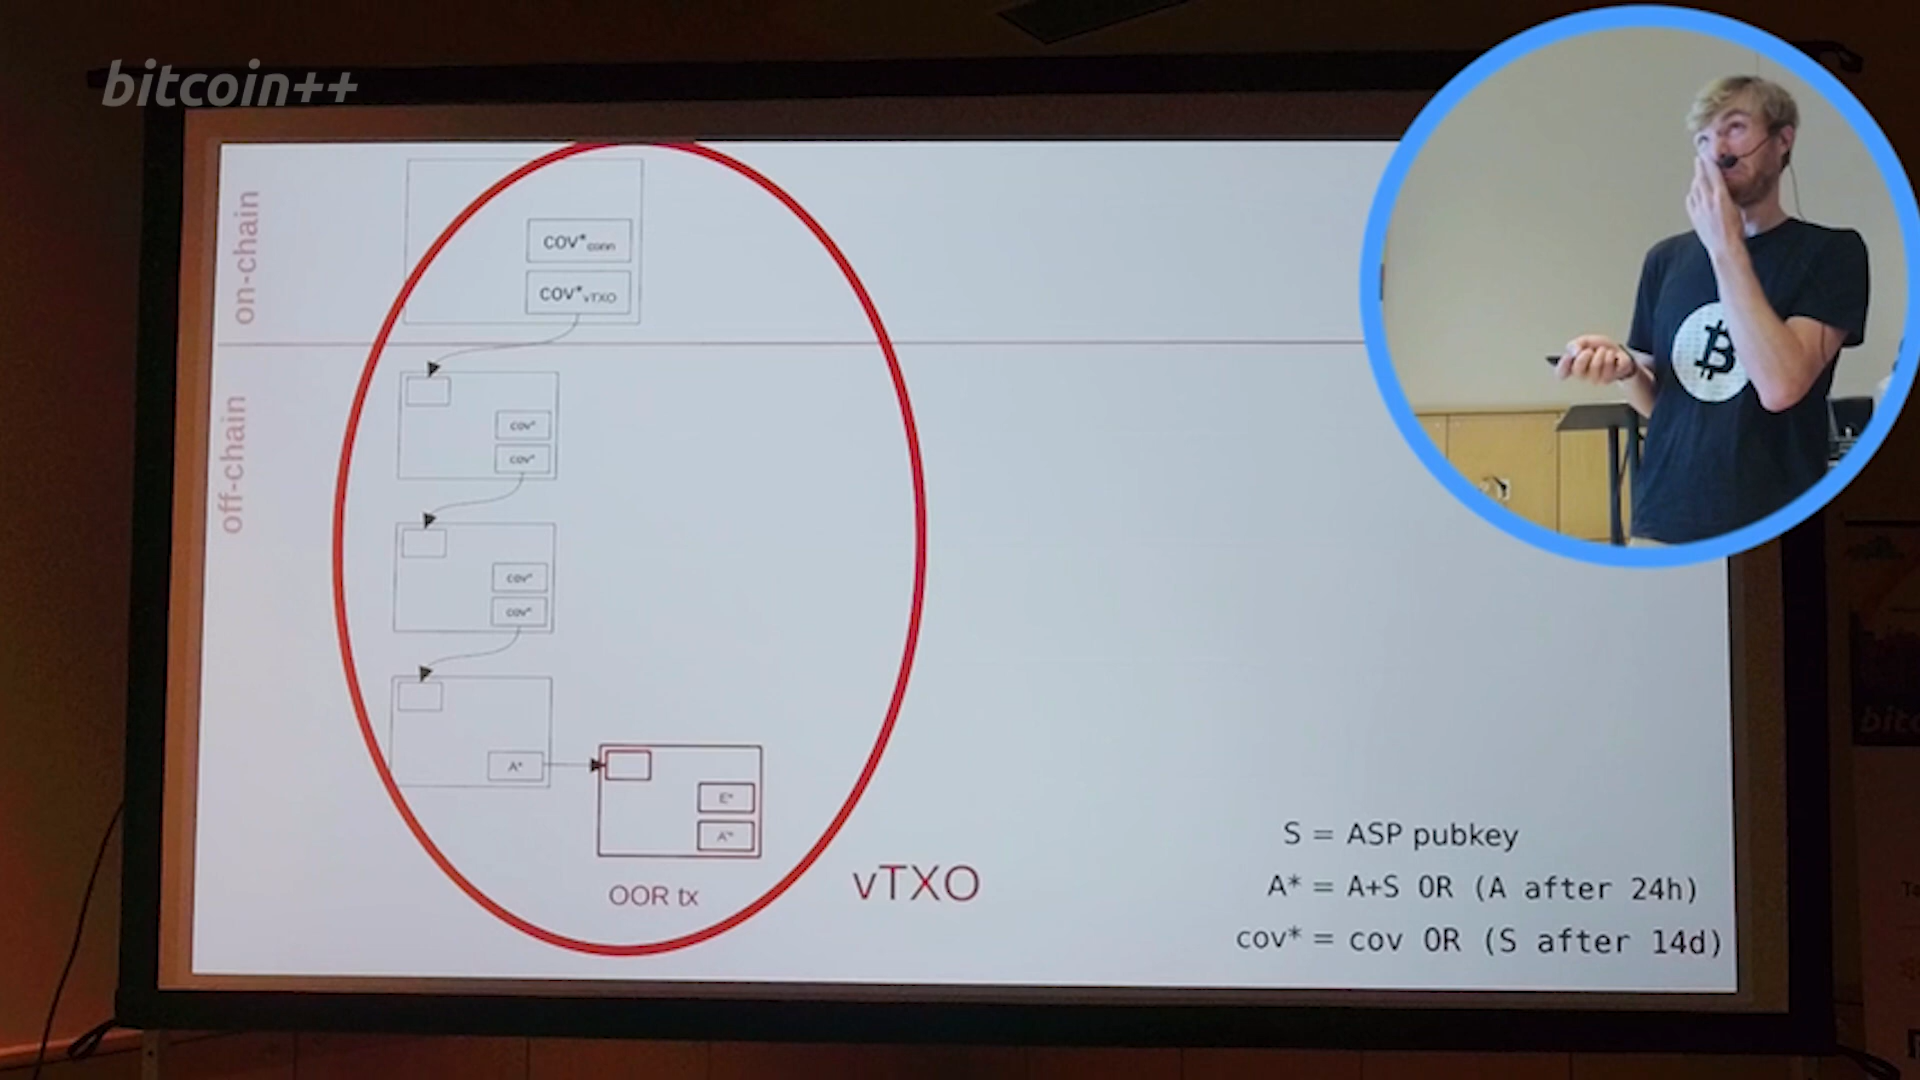 bitcoin++
on-chain
cov*conn
cov*vTXO
off-chain
cov*
cov*
cov*
cov*
A*
E*
OOR tx
vTXO
S = ASP pubkey
A* = A+S OR (A after 24h)
cov* = cov OR (S after 14d)